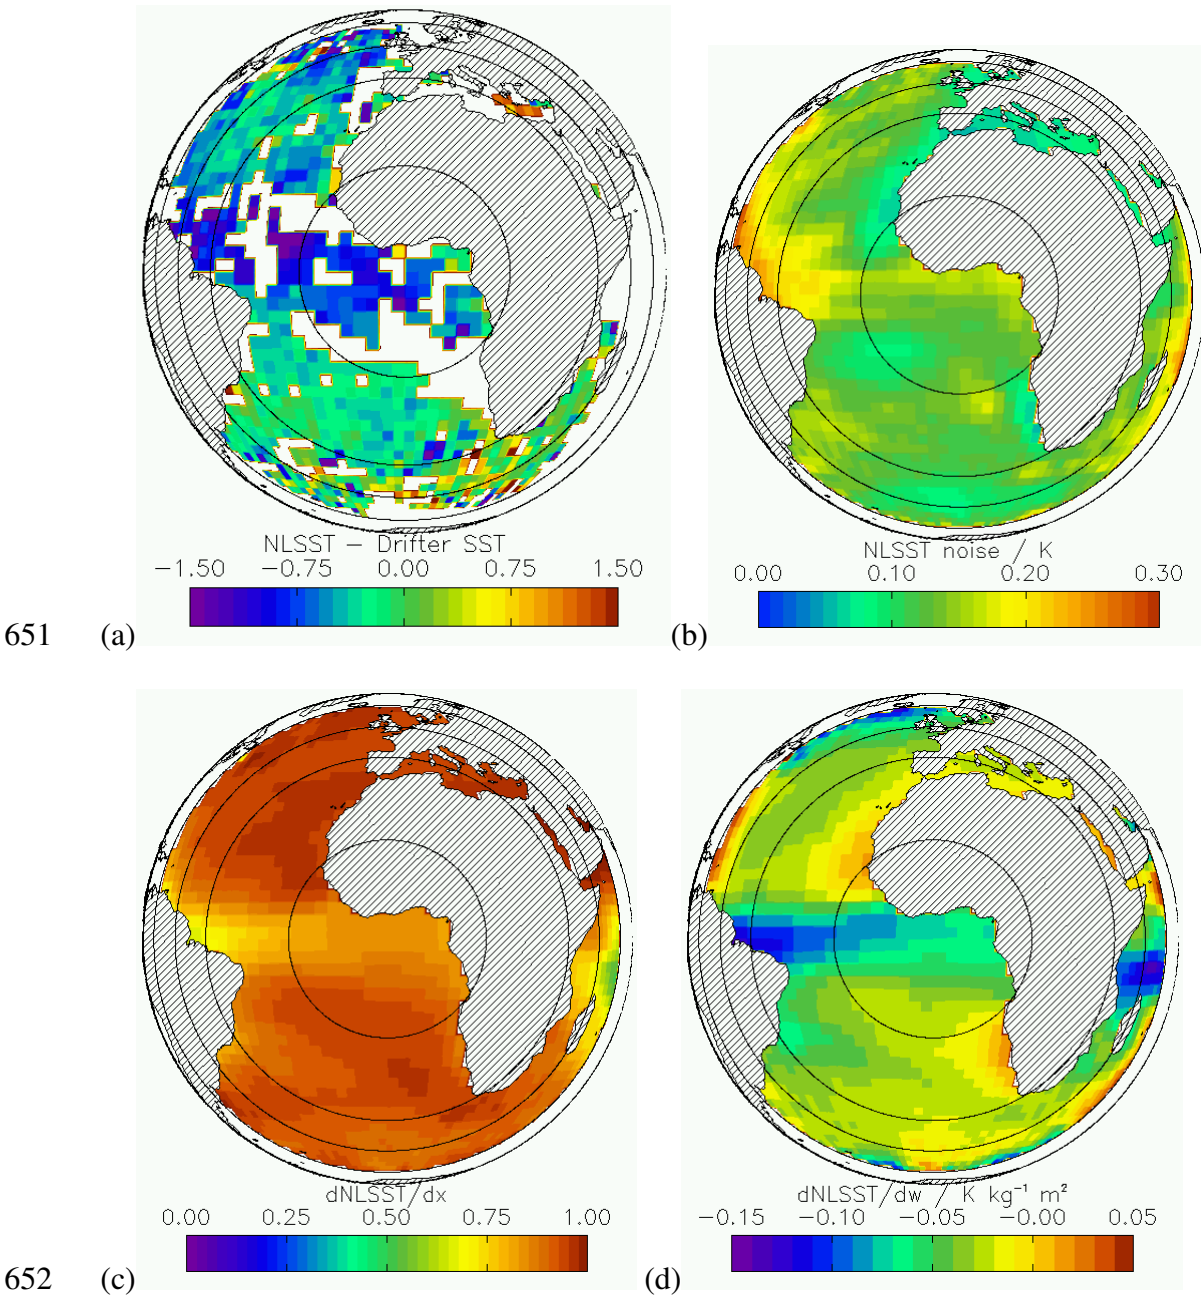 NLSST − Drifter SST
−1.50 −0.75 0.00 0.75 1.50
NLSST noise / K
0.00 0.10 0.20 0.30
651 (a) (b)
dNLSST/dx
0.00 0.25 0.50 0.75 1.00
dNLSST/dw / K kg⁻¹ m²
−0.15 −0.10 −0.05 −0.00 0.05
652 (c) (d)